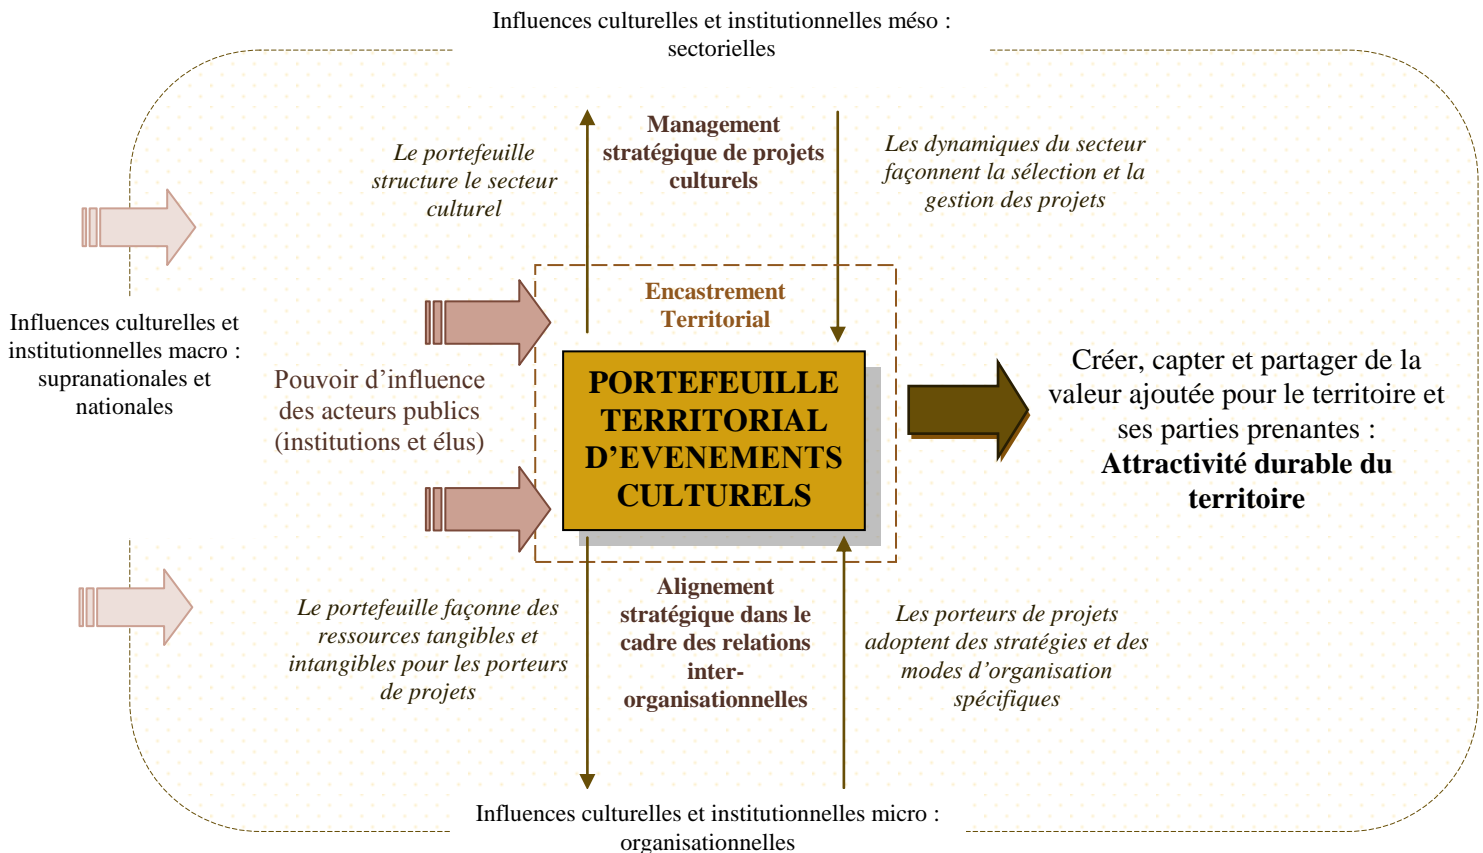 Influences culturelles et institutionnelles méso :
sectorielles
Management
stratégique de projets
culturels
Le portefeuille
structure le secteur
culturel
Les dynamiques du secteur
façonnent la sélection et la
gestion des projets
Encastrement
Territorial
Influences culturelles et
institutionnelles macro :
supranationales et
nationales
Pouvoir d’influence
des acteurs publics
(institutions et élus)
PORTEFEUILLE
TERRITORIAL
D’EVENEMENTS
CULTURELS
Créer, capter et partager de la
valeur ajoutée pour le territoire et
ses parties prenantes :
Attractivité durable du
territoire
Le portefeuille façonne des
ressources tangibles et
intangibles pour les porteurs
de projets
Alignement
stratégique dans le
cadre des relations
inter-
organisationnelles
Les porteurs de projets
adoptent des stratégies et des
modes d’organisation
spécifiques
Influences culturelles et institutionnelles micro :
organisationnelles